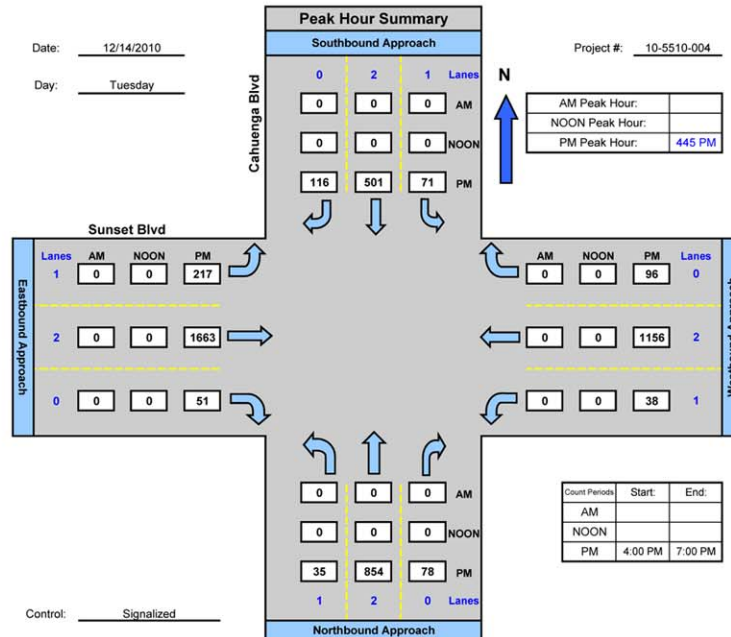 Peak Hour Summary
Southbound Approach
Date: 12/14/2010
Project #: 10-5510-004
Day: Tuesday
Cahuenga Blvd
0 2 1 Lanes
N
0 0 0 AM
0 0 0 NOON
116 501 71 PM
AM Peak Hour:
NOON Peak Hour:
PM Peak Hour: 445 PM
Sunset Blvd
Eastbound Approach
Lanes AM NOON PM
1 0 0 217
2 0 0 1663
0 0 0 51
AM NOON PM Lanes
0 0 96 0
0 0 1156 2
0 0 38 1
0 0 0 AM
0 0 0 NOON
35 854 78 PM
1 2 0 Lanes
Northbound Approach
Count Periods Start: End:
AM
NOON
PM 4:00 PM 7:00 PM
Control: Signalized